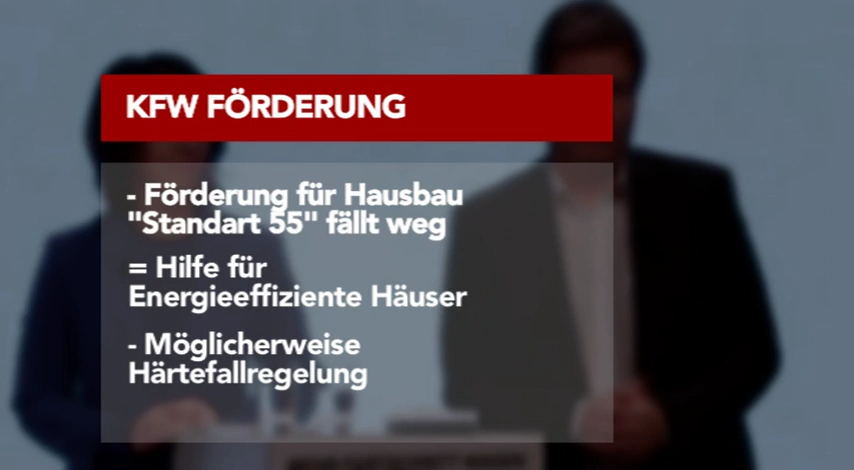 KFW FÖRDERUNG
- Förderung für Hausbau
"Standart 55" fällt weg
= Hilfe für
Energieeffiziente Häuser
- Möglicherweise
Härtefallregelung